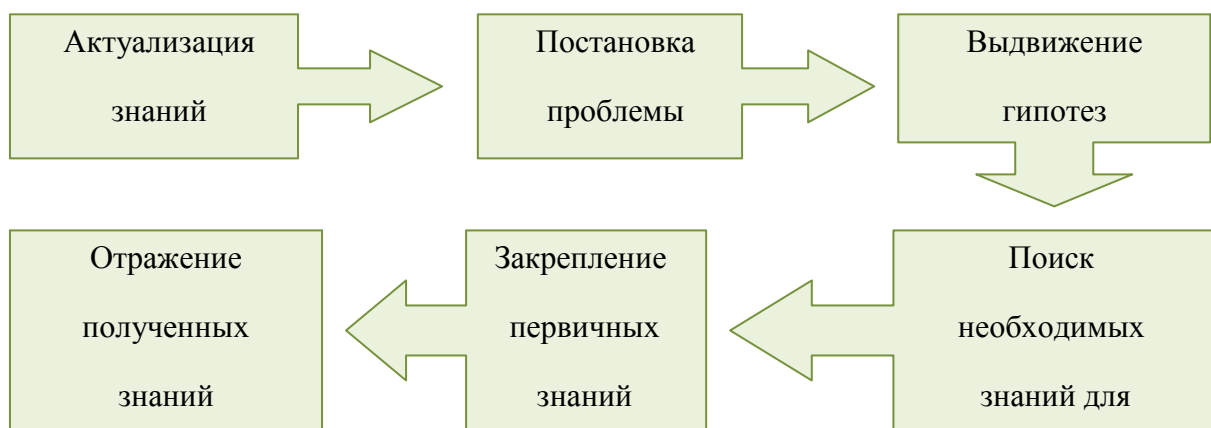 Актуализация
знаний
Постановка
проблемы
Выдвижение
гипотез
Поиск
необходимых
знаний для
Закрепление
первичных
знаний
Отражение
полученных
знаний